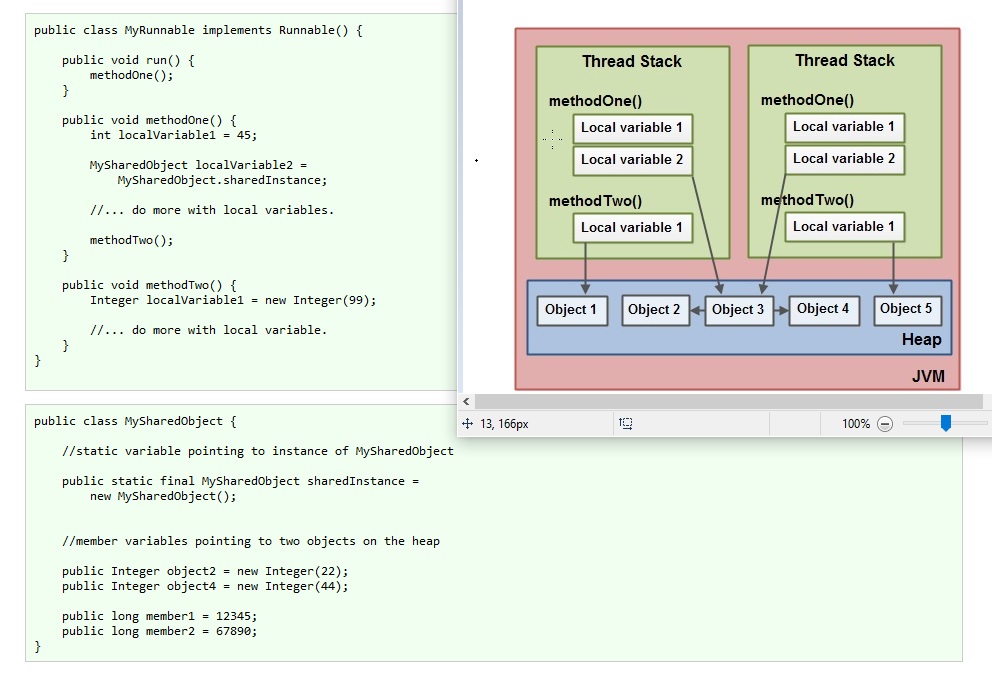 public class MyRunnable implements Runnable() {
public void run() {
methodOne();
}
public void methodOne() {
int localVariable1 = 45;
MySharedObject localVariable2 =
MySharedObject.sharedInstance;
//... do more with local variables.
methodTwo();
}
public void methodTwo() {
Integer localVariable1 = new Integer(99);
//... do more with local variable.
}
}
Thread Stack
methodOne()
Local variable 1
Local variable 2
methodTwo()
Local variable 1
Thread Stack
methodOne()
Local variable 1
Local variable 2
methodTwo()
Local variable 1
Object 1
Object 2
Object 3
Object 4
Object 5
Heap
JVM
13, 166px
100%
public class MySharedObject {
//static variable pointing to instance of MySharedObject
public static final MySharedObject sharedInstance =
new MySharedObject();
//member variables pointing to two objects on the heap
public Integer object2 = new Integer(22);
public Integer object4 = new Integer(44);
public long member1 = 12345;
public long member2 = 67890;
}